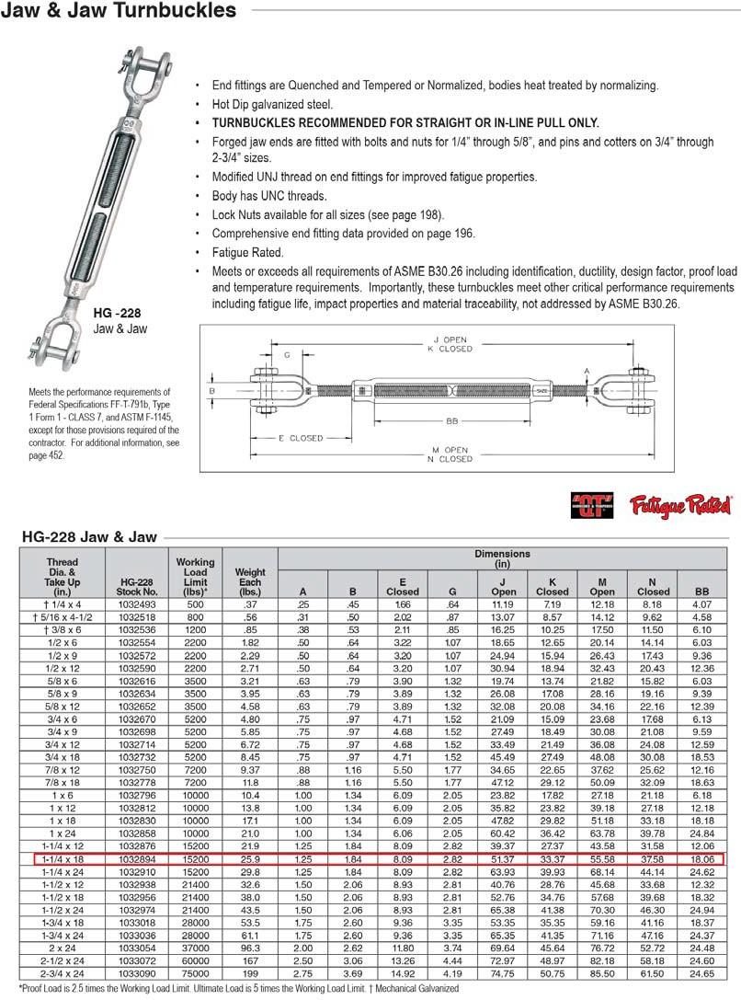 Jaw & Jaw Turnbuckles
• End fittings are Quenched and Tempered or Normalized, bodies heat treated by normalizing.
• Hot Dip galvanized steel.
• TURNBUCKLES RECOMMENDED FOR STRAIGHT OR IN-LINE PULL ONLY.
• Forged jaw ends are fitted with bolts and nuts for 1/4” through 5/8”, and pins and cotters on 3/4” through
2-3/4” sizes.
• Modified UNJ thread on end fittings for improved fatigue properties.
• Body has UNC threads.
• Lock Nuts available for all sizes (see page 198).
• Comprehensive end fitting data provided on page 196.
• Fatigue Rated.
• Meets or exceeds all requirements of ASME B30.26 including identification, ductility, design factor, proof load
and temperature requirements. Importantly, these turnbuckles meet other critical performance requirements
including fatigue life, impact properties and material traceability, not addressed by ASME B30.26.
HG -228
Jaw & Jaw
Meets the performance requirements of
Federal Specifications FF-T-791b, Type
1 Form 1 - CLASS 7, and ASTM F-1145,
except for those provisions required of the
contractor. For additional information, see
page 452.
J OPEN
K CLOSED
G
A
B
SIZE
BB
E CLOSED
M OPEN
N CLOSED
"QT"
QUENCHED & TEMPERED
Fatigue Rated
HG-228 Jaw & Jaw
Thread Dia. & Take Up (in.) HG-228 Stock No. Working Load Limit (lbs)* Weight Each (lbs.) Dimensions (in)
A B E Closed G J Open K Closed M Open N Closed BB
† 1/4 x 4 1032493 500 .37 .25 .45 1.66 .64 11.19 7.19 12.18 8.18 4.07
† 5/16 x 4-1/2 1032518 800 .56 .31 .50 2.02 .87 13.07 8.57 14.12 9.62 4.58
† 3/8 x 6 1032536 1200 .85 .38 .53 2.11 .85 16.25 10.25 17.50 11.50 6.10
1/2 x 6 1032554 2200 1.82 .50 .64 3.22 1.07 18.65 12.65 20.14 14.14 6.03
1/2 x 9 1032572 2200 2.29 .50 .64 3.20 1.07 24.94 15.94 26.43 17.43 9.36
1/2 x 12 1032590 2200 2.71 .50 .64 3.20 1.07 30.94 18.94 32.43 20.43 12.36
5/8 x 6 1032616 3500 3.21 .63 .79 3.90 1.32 19.74 13.74 21.82 15.82 6.03
5/8 x 9 1032634 3500 3.95 .63 .79 3.89 1.32 26.08 17.08 28.16 19.16 9.39
5/8 x 12 1032652 3500 4.58 .63 .79 3.89 1.32 32.08 20.08 34.16 22.16 12.39
3/4 x 6 1032670 5200 4.80 .75 .97 4.71 1.52 21.09 15.09 23.68 17.68 6.13
3/4 x 9 1032698 5200 5.85 .75 .97 4.68 1.52 27.49 18.49 30.08 21.08 9.59
3/4 x 12 1032714 5200 6.72 .75 .97 4.68 1.52 33.49 21.49 36.08 24.08 12.59
3/4 x 18 1032732 5200 8.45 .75 .97 4.71 1.52 45.49 27.49 48.08 30.08 18.53
7/8 x 12 1032750 7200 9.37 .88 1.16 5.50 1.77 34.65 22.65 37.62 25.62 12.16
7/8 x 18 1032778 7200 11.8 .88 1.16 5.50 1.77 47.12 29.12 50.09 32.09 18.63
1 x 6 1032796 10000 10.4 1.00 1.34 6.09 2.05 23.82 17.82 27.18 21.18 6.18
1 x 12 1032812 10000 13.8 1.00 1.34 6.09 2.05 35.82 23.82 39.18 27.18 12.18
1 x 18 1032830 10000 17.1 1.00 1.34 6.09 2.05 47.82 29.82 51.18 33.18 18.18
1 x 24 1032858 10000 21.0 1.00 1.34 6.06 2.05 60.42 36.42 63.78 39.78 24.84
1-1/4 x 12 1032876 15200 21.9 1.25 1.84 8.09 2.82 39.37 27.37 43.58 31.58 12.06
1-1/4 x 18 1032894 15200 25.9 1.25 1.84 8.09 2.82 51.37 33.37 55.58 37.58 18.06
1-1/4 x 24 1032910 15200 29.8 1.25 1.84 8.09 2.82 63.93 39.93 68.14 44.14 24.62
1-1/2 x 12 1032938 21400 32.6 1.50 2.06 8.93 2.81 40.76 28.76 45.68 33.68 12.32
1-1/2 x 18 1032956 21400 38.0 1.50 2.06 8.93 2.81 52.76 34.76 57.68 39.68 18.32
1-1/2 x 24 1032974 21400 43.5 1.50 2.06 8.93 2.81 65.38 41.38 70.30 46.30 24.94
1-3/4 x 18 1033018 28000 53.5 1.75 2.60 9.36 3.35 53.35 35.35 59.16 41.16 18.37
1-3/4 x 24 1033036 28000 61.1 1.75 2.60 9.36 3.35 65.35 41.35 71.16 47.16 24.37
2 x 24 1033054 37000 96.3 2.00 2.62 11.80 3.74 69.64 45.64 76.72 52.72 24.48
2-1/2 x 24 1033072 60000 167 2.50 3.06 13.26 4.44 72.97 48.97 82.18 58.18 24.60
2-3/4 x 24 1033090 75000 199 2.75 3.69 14.92 4.19 74.75 50.75 85.50 61.50 24.65
*Proof Load is 2.5 times the Working Load Limit. Ultimate Load is 5 times the Working Load Limit. † Mechanical Galvanized